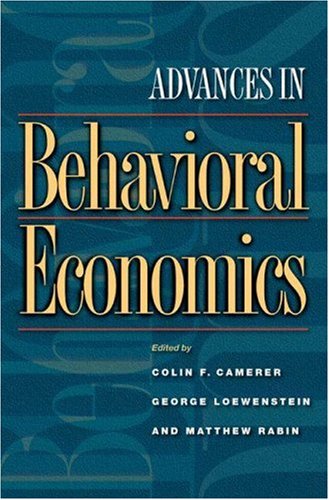 ADVANCES IN
Behavioral
Economics
Edited by
COLIN F. CAMERER
GEORGE LOEWENSTEIN
AND MATTHEW RABIN